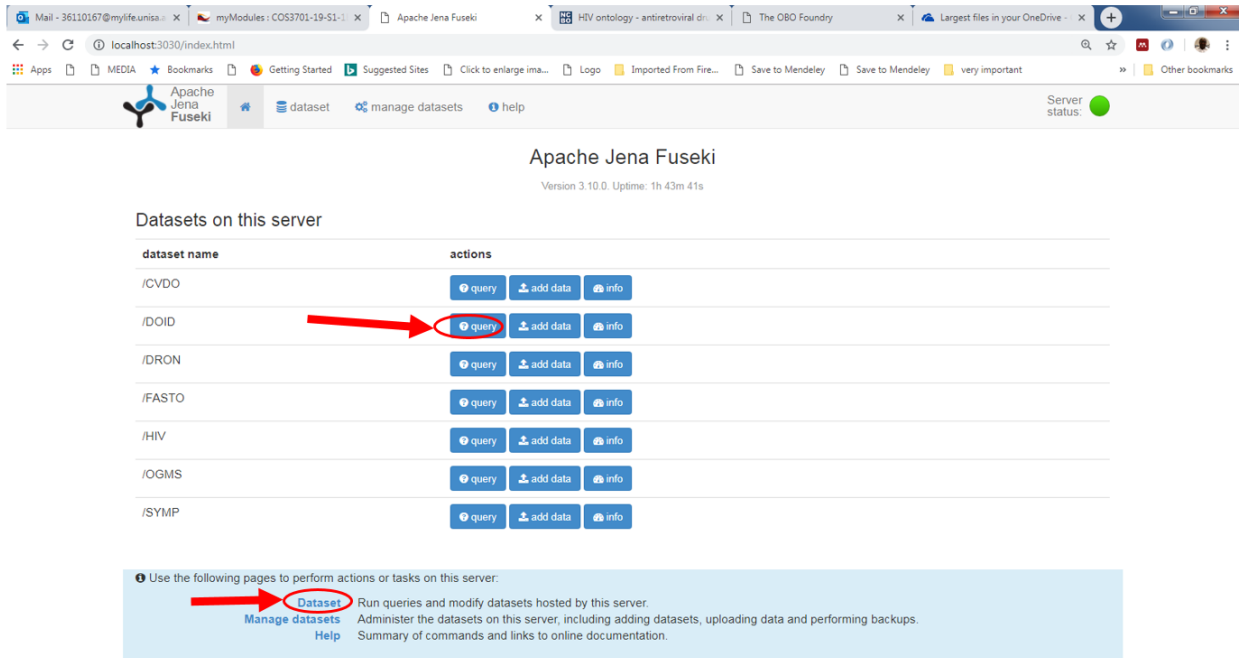 Mail - 36110167@mylife.unisa.a
myModules : COS3701-19-S1-1
Apache Jena Fuseki
HIV ontology - antiretroviral dru
The OBO Foundry
Largest files in your OneDrive -
localhost:3030/index.html
Apps
MEDIA
Bookmarks
Getting Started
Suggested Sites
Click to enlarge ima...
Logo
Imported From Fire...
Save to Mendeley
Save to Mendeley
very important
»
Other bookmarks
Apache
Jena
Fuseki
dataset
manage datasets
help
Server
status:
Apache Jena Fuseki
Version 3.10.0. Uptime: 1h 43m 41s
Datasets on this server
dataset name actions
/CVDO query add data info
/DOID query add data info
/DRON query add data info
/FASTO query add data info
/HIV query add data info
/OGMS query add data info
/SYMP query add data info
Use the following pages to perform actions or tasks on this server:
Dataset Run queries and modify datasets hosted by this server.
Manage datasets Administer the datasets on this server, including adding datasets, uploading data and performing backups.
Help Summary of commands and links to online documentation.